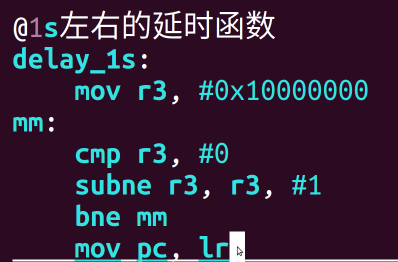 @1s左右的延时函数
delay_1s:
mov r3, #0x10000000
mm:
cmp r3, #0
subne r3, r3, #1
bne mm
mov pc, lr